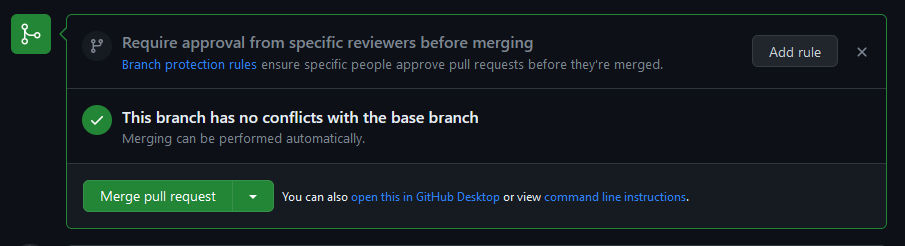 Require approval from specific reviewers before merging
Add rule
Branch protection rules ensure specific people approve pull requests before they're merged.
This branch has no conflicts with the base branch
Merging can be performed automatically.
Merge pull request
You can also open this in GitHub Desktop or view command line instructions.